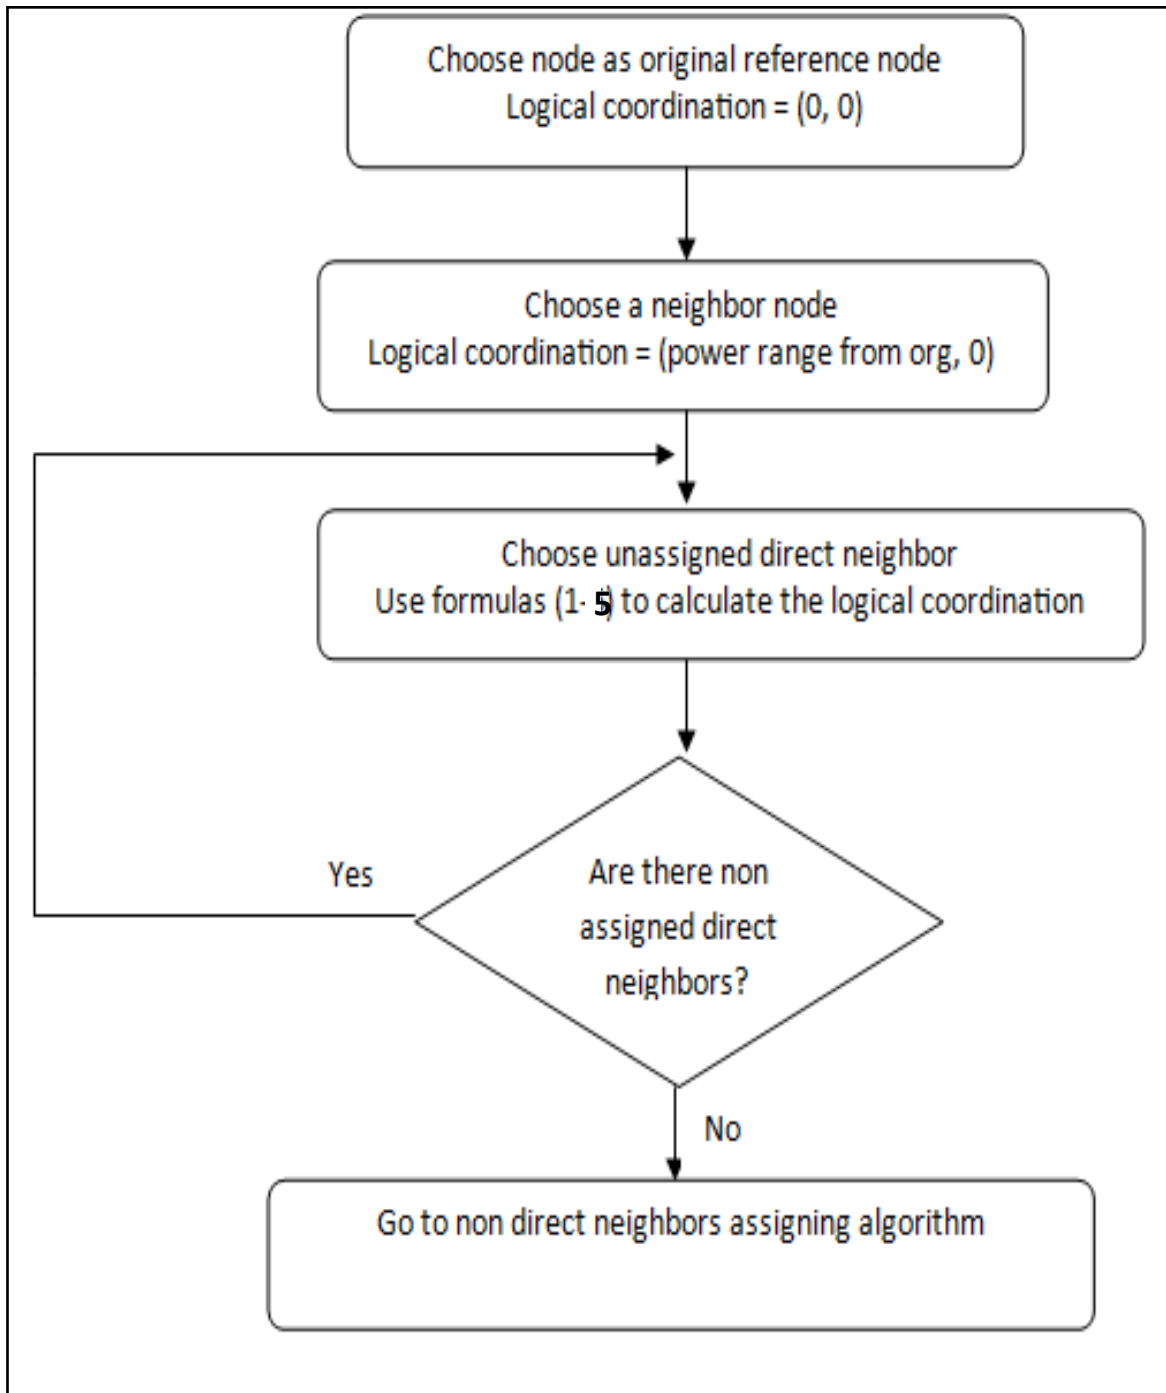 Choose node as original reference node
Logical coordination = (0, 0)
Choose a neighbor node
Logical coordination = (power range from org, 0)
Choose unassigned direct neighbor
Use formulas (1- 5) to calculate the logical coordination
Are there non
assigned direct
neighbors?
Yes
No
Go to non direct neighbors assigning algorithm